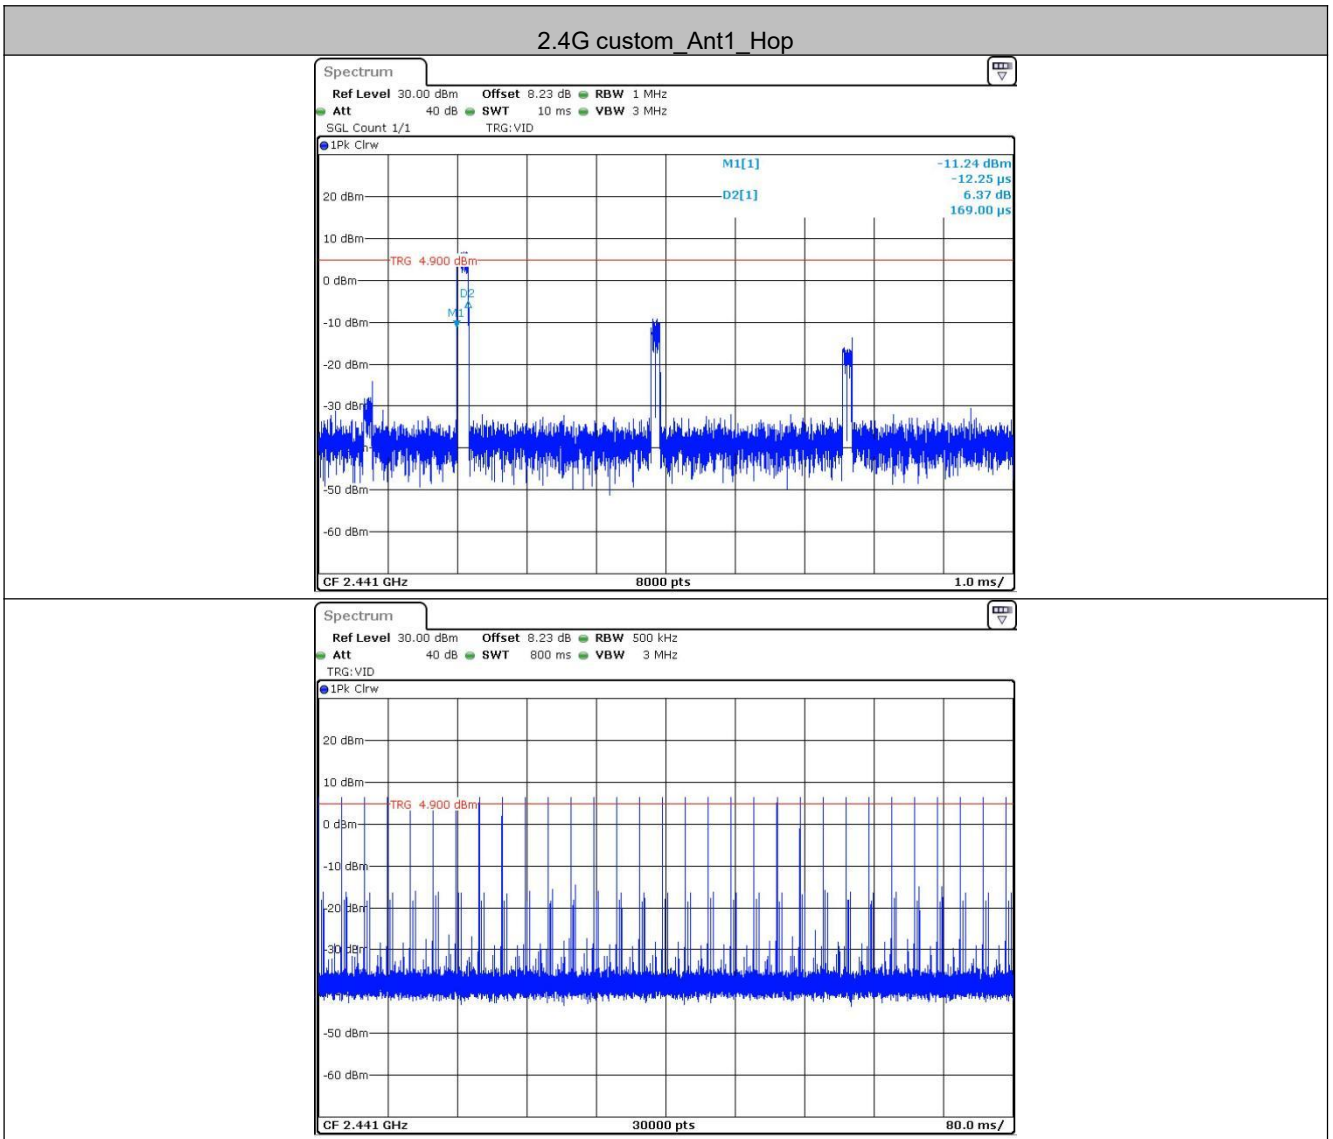 2.4G custom_Ant1_Hop
Spectrum
Ref Level 30.00 dBm Offset 8.23 dB RBW 1 MHz
Att 40 dB SWT 10 ms VBW 3 MHz
SGL Count 1/1 TRG:VID
1Pk Clrw
M1[1] -11.24 dBm
-12.25 µs
20 dBm D2[1] 6.37 dB
169.00 µs
10 dBm
TRG 4.900 dBm
0 dBm
D2
M1
-10 dBm
-20 dBm
-30 dBm
-50 dBm
-60 dBm
CF 2.441 GHz 8000 pts 1.0 ms/
Spectrum
Ref Level 30.00 dBm Offset 8.23 dB RBW 500 kHz
Att 40 dB SWT 800 ms VBW 3 MHz
TRG:VID
1Pk Clrw
20 dBm
10 dBm
TRG 4.900 dBm
0 dBm
-10 dBm
-20 dBm
-30 dBm
-50 dBm
-60 dBm
CF 2.441 GHz 30000 pts 80.0 ms/